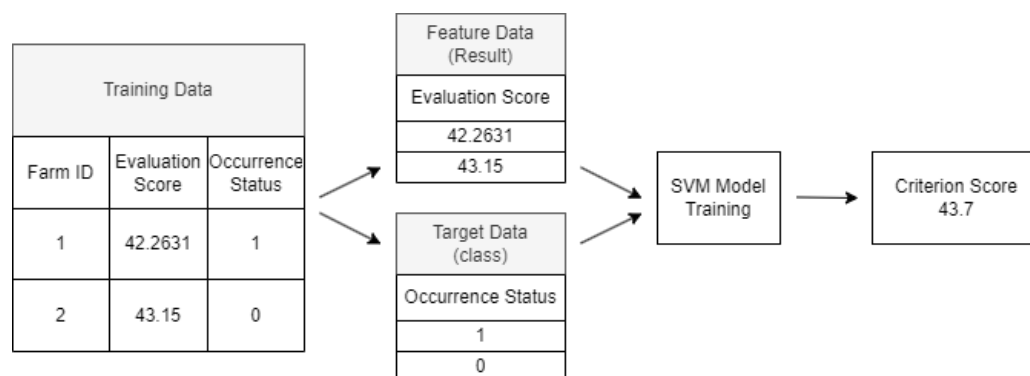 Training Data
Farm ID
Evaluation
Score
Occurrence
Status
1
42.2631
1
2
43.15
0
Feature Data
(Result)
Evaluation Score
42.2631
43.15
Target Data
(class)
Occurrence Status
1
0
SVM Model
Training
Criterion Score
43.7